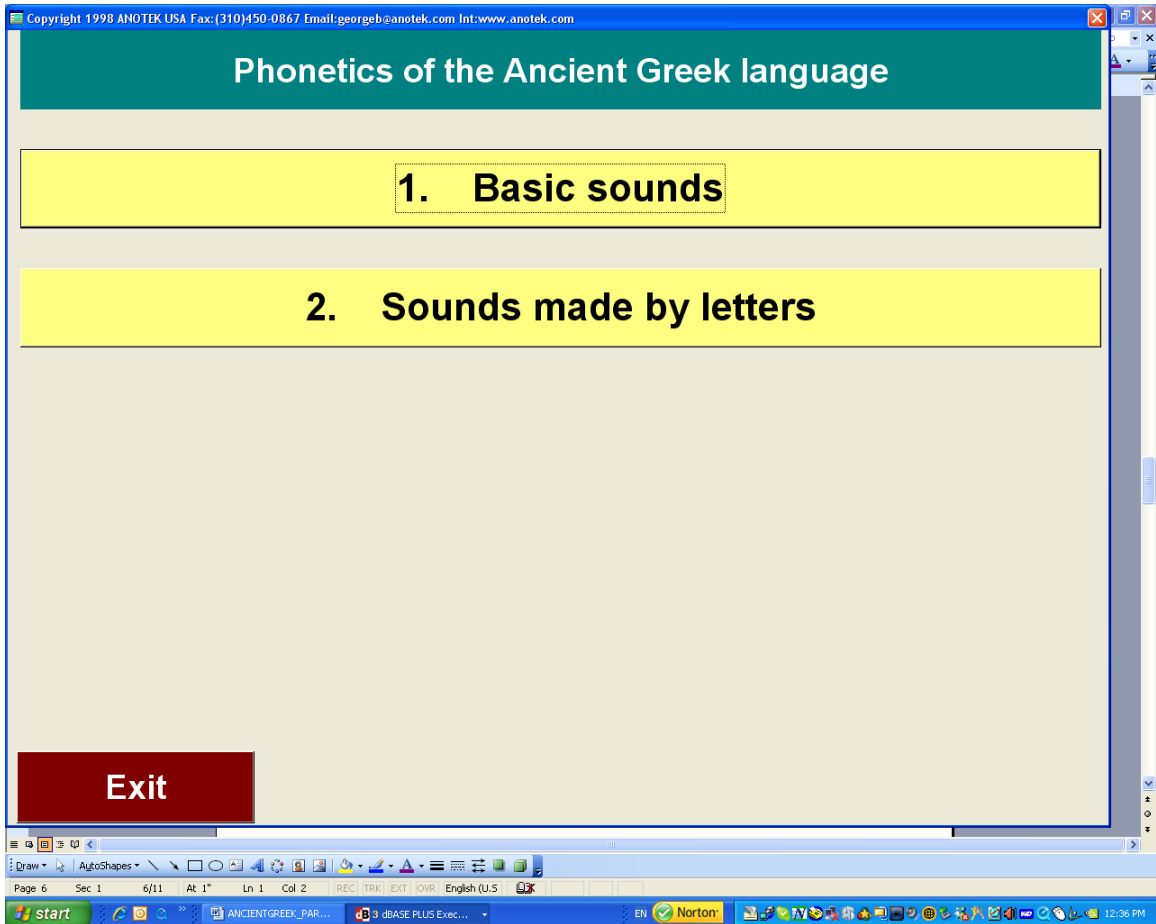 Copyright 1998 ANOTEK USA Fax:(310)450-0867 Email:georgeb@anotek.com Int:www.anotek.com
Phonetics of the Ancient Greek language
1. Basic sounds
2. Sounds made by letters
Exit
Draw AutoShapes
Page 6 Sec 1 6/11 At 1" Ln 1 Col 2 REC TRK EXT OVR English (U.S
start ANCIENTGREEK_PAR... 3 dBASE PLUS Exec... EN Norton 12:36 PM